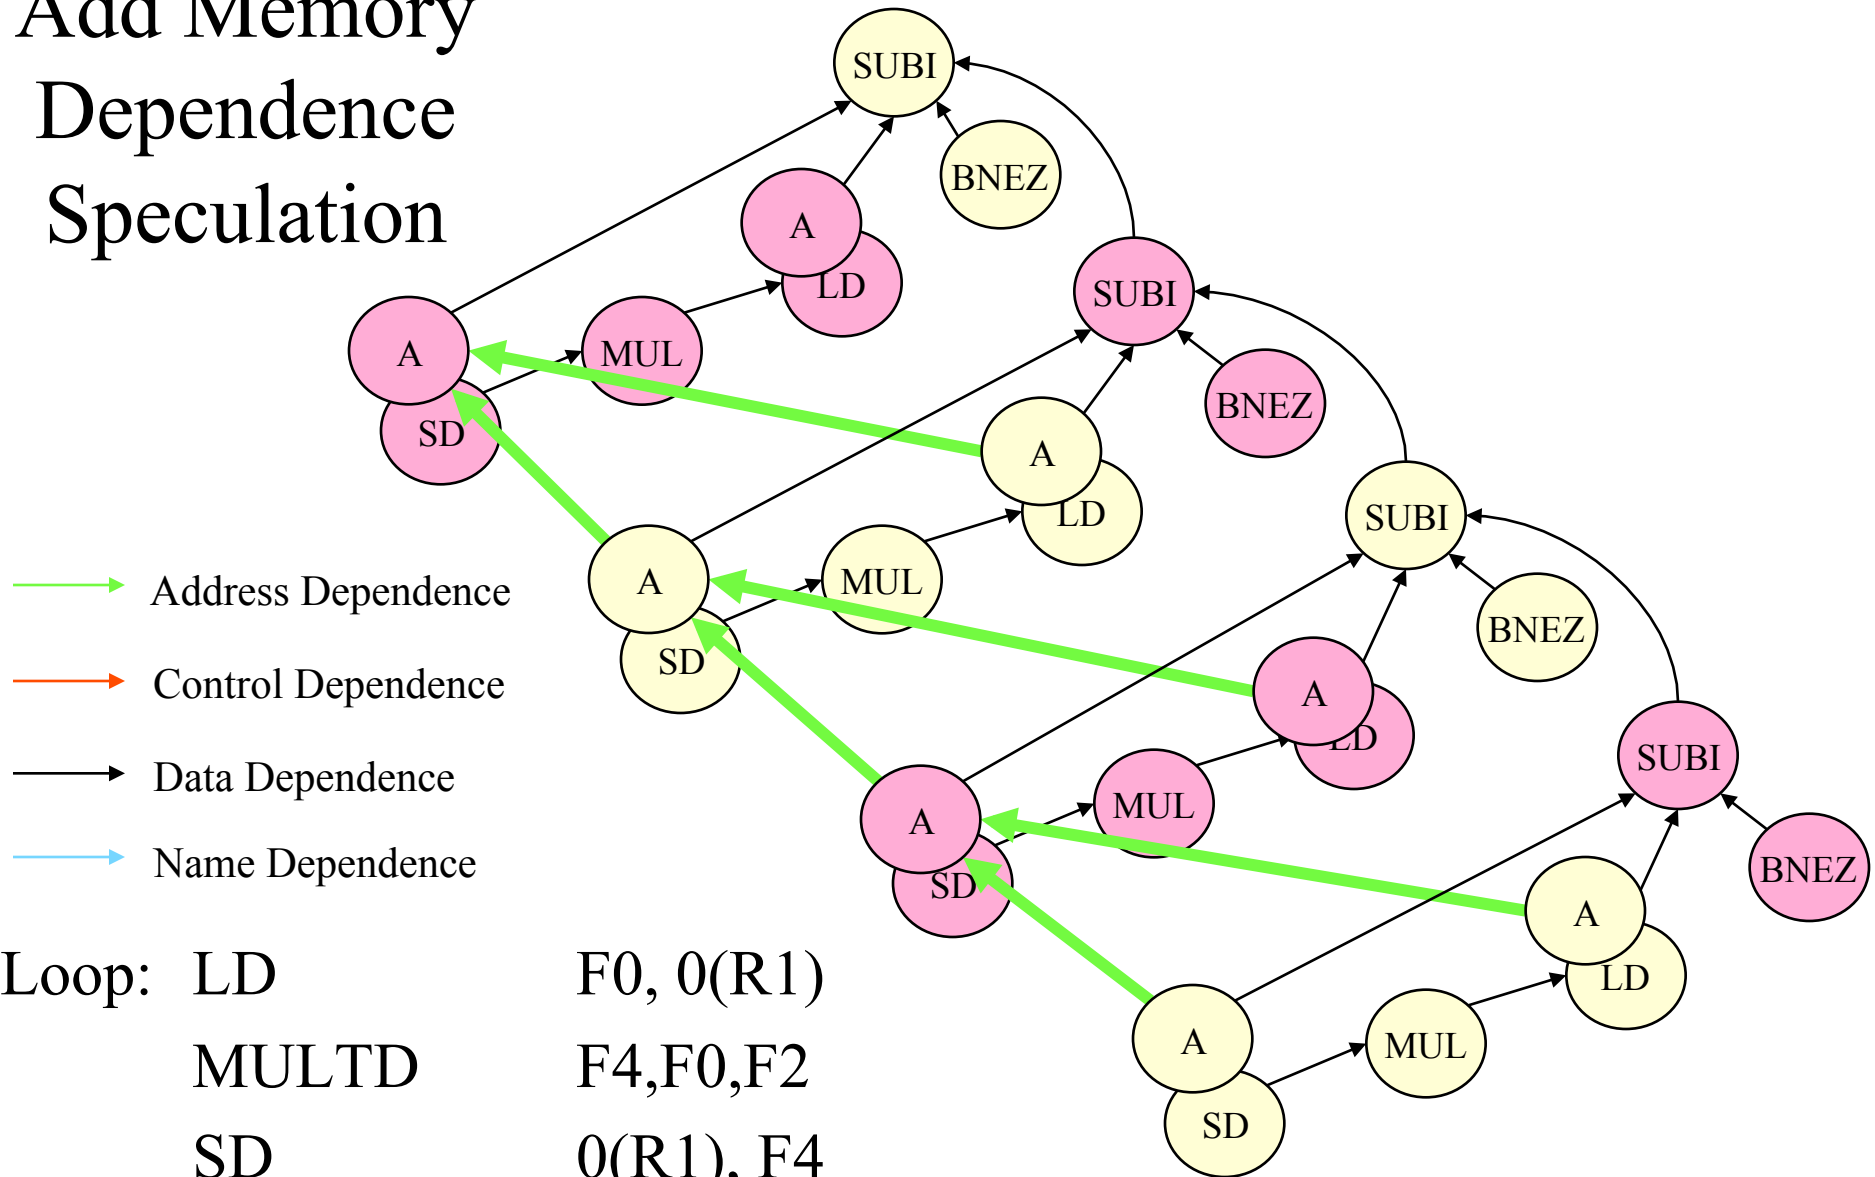 Add Memory
Dependence
Speculation
SUBI
BNEZ
A
LD
SUBI
A
MUL
SD
BNEZ
A
LD
SUBI
A
MUL
SD
BNEZ
A
LD
SUBI
A
MUL
SD
BNEZ
A
LD
A
MUL
SD
Address Dependence
Control Dependence
Data Dependence
Name Dependence
Loop: LD F0, 0(R1)
MULTD F4,F0,F2
SD 0(R1), F4